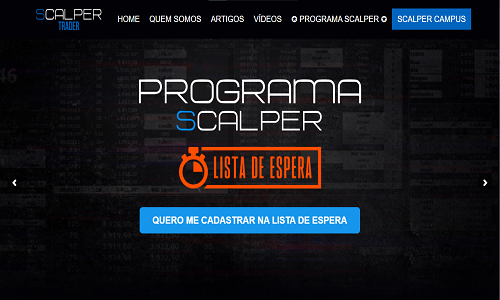 SCALPER
TRADER
HOME QUEM SOMOS ARTIGOS VÍDEOS ✪ PROGRAMA SCALPER ✪ SCALPER CAMPUS
PROGRAMA
SCALPER
LISTA DE ESPERA
QUERO ME CADASTRAR NA LISTA DE ESPERA